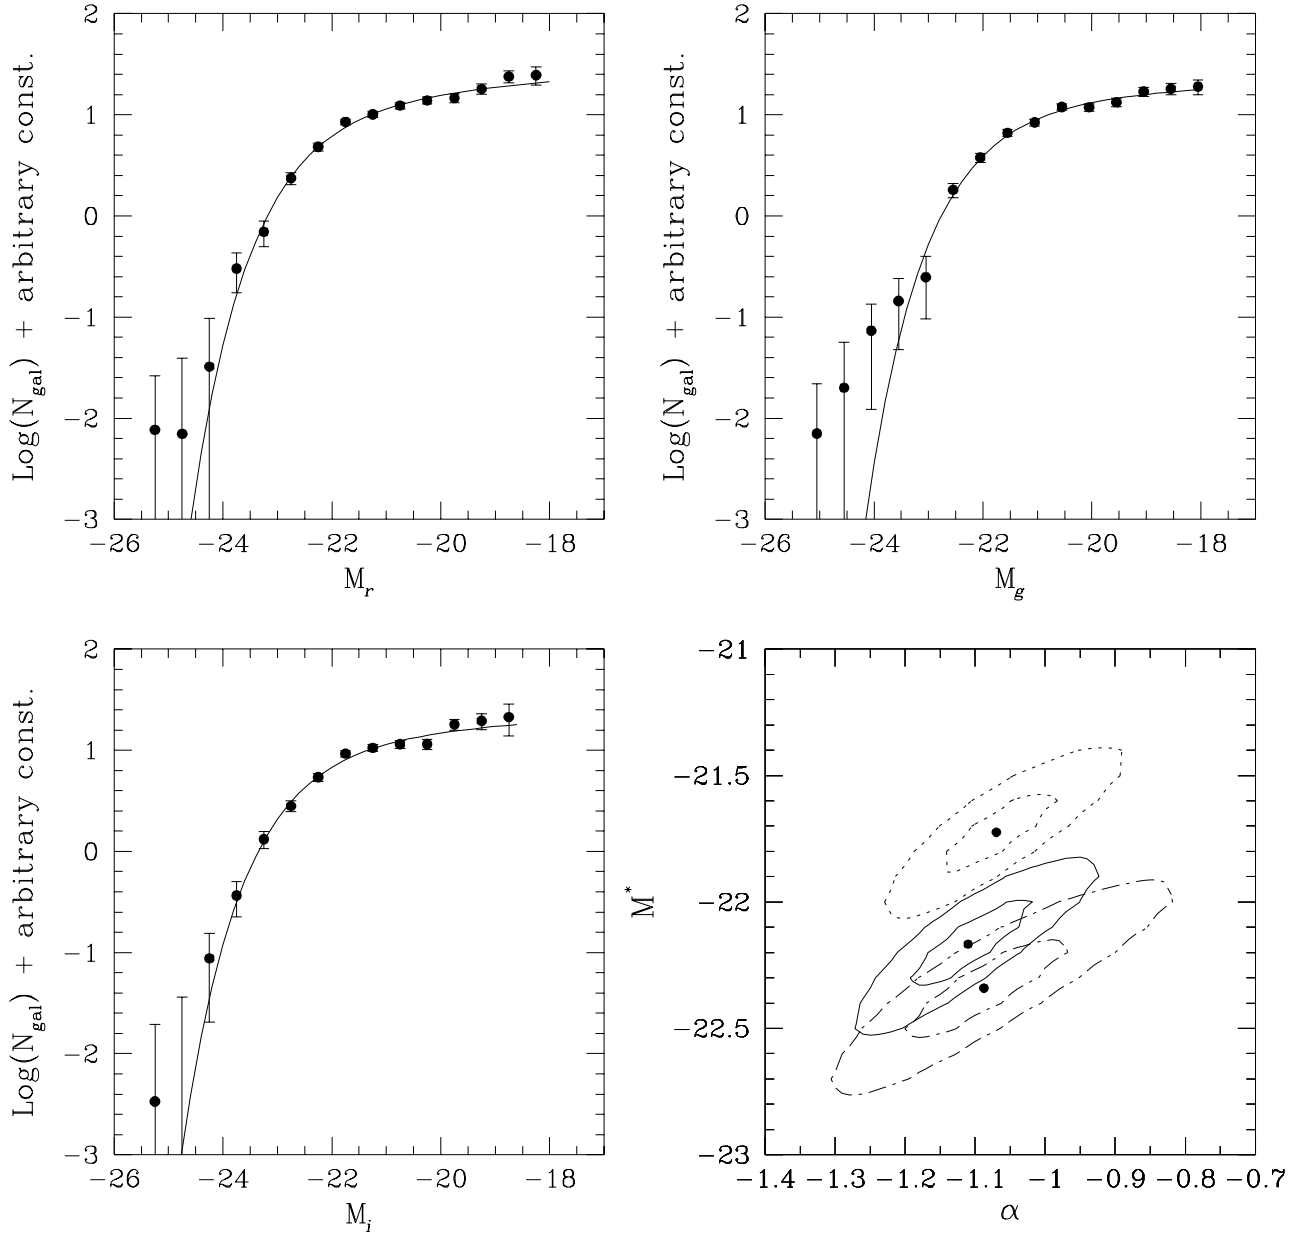 2
1
0
−1
−2
−3
−26 −24 −22 −20 −18
M_r
Log(N_gal) + arbitrary const.
2
1
0
−1
−2
−3
−26 −24 −22 −20 −18
M_g
Log(N_gal) + arbitrary const.
2
1
0
−1
−2
−3
−26 −24 −22 −20 −18
M_i
Log(N_gal) + arbitrary const.
−21
−21.5
−22
−22.5
−23
−1.4 −1.3 −1.2 −1.1 −1 −0.9 −0.8 −0.7
α
M*